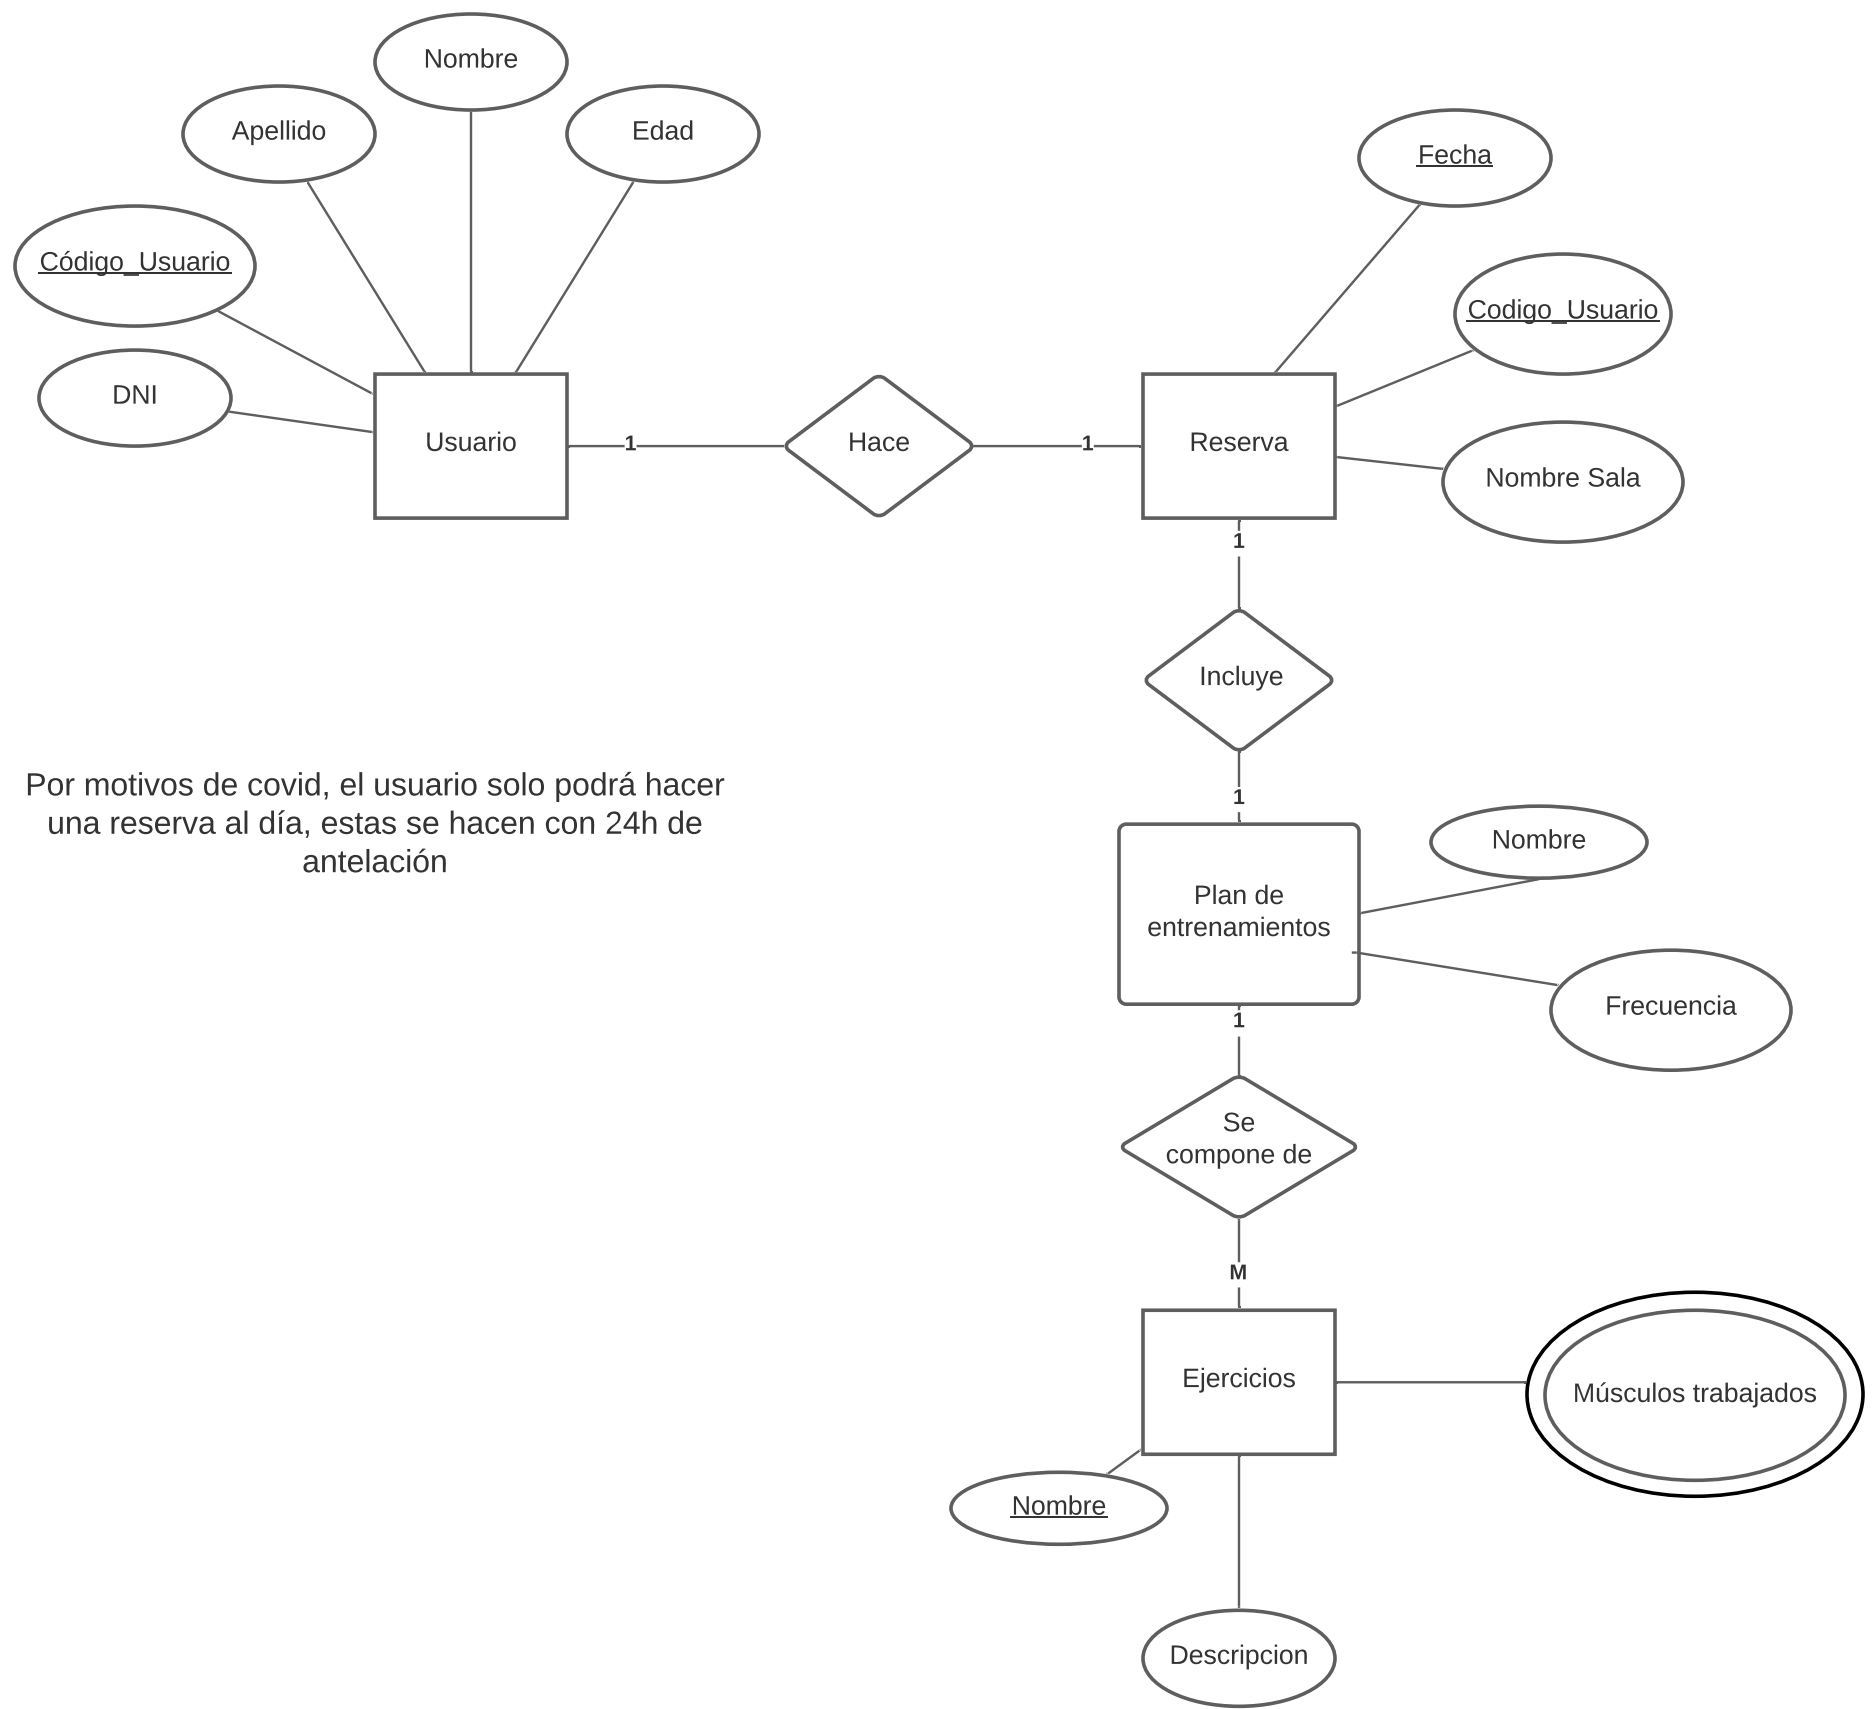 Nombre
Apellido
Edad
Fecha
Código_Usuario
Codigo_Usuario
DNI
Usuario
1
Hace
1
Reserva
Nombre Sala
1
Incluye
Por motivos de covid, el usuario solo podrá hacer
una reserva al día, estas se hacen con 24h de
antelación
1
Nombre
Plan de
entrenamientos
Frecuencia
1
Se
compone de
M
Ejercicios
Músculos trabajados
Nombre
Descripcion